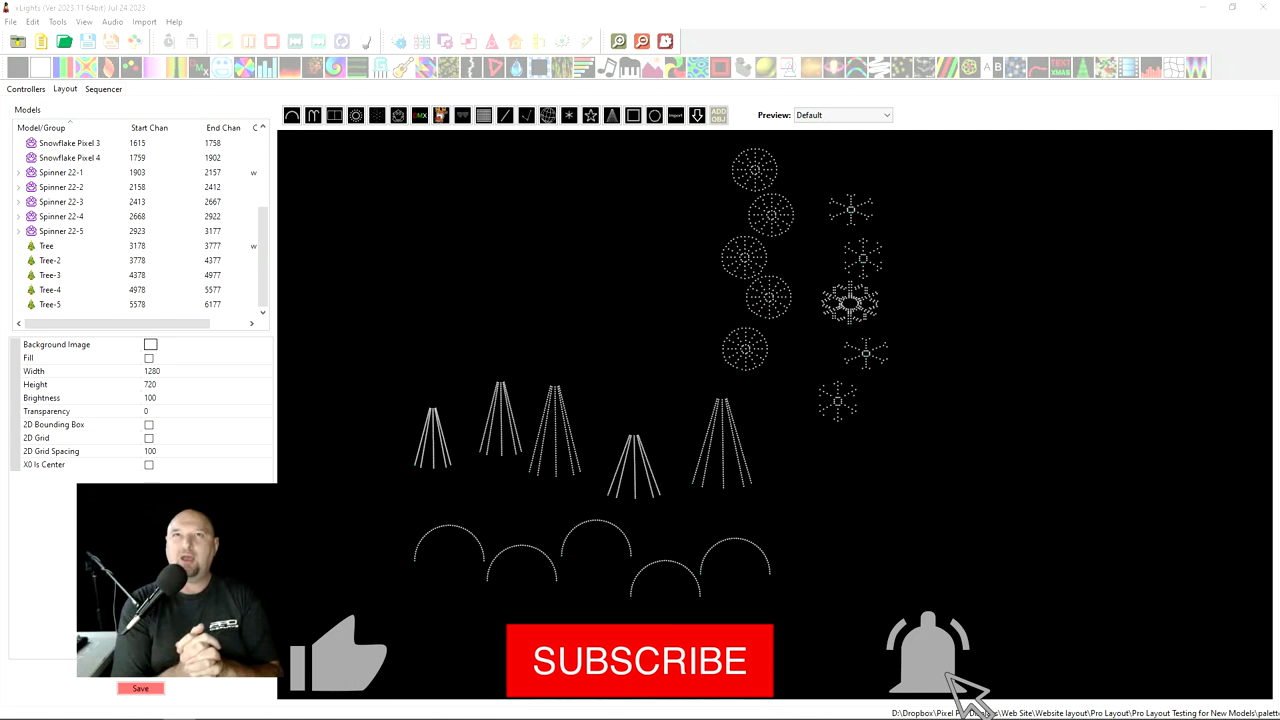 xLights (Ver 2023.11 64bit) Jul 24 2023
File Edit Tools View Audio Import Help
Controllers Layout Sequencer
Models
Preview: Default
Model/Group Start Chan End Chan C
Snowflake Pixel 3 1615 1758
Snowflake Pixel 4 1759 1902
Spinner 22-1 1903 2157 w
Spinner 22-2 2158 2412
Spinner 22-3 2413 2667
Spinner 22-4 2668 2922
Spinner 22-5 2923 3177
Tree 3178 3777 w
Tree-2 3778 4377
Tree-3 4378 4977
Tree-4 4978 5577
Tree-5 5578 6177
Background Image
Fill
Width 1280
Height 720
Brightness 100
Transparency 0
2D Bounding Box
2D Grid
2D Grid Spacing 100
X0 Is Center
SUBSCRIBE
Save
D:\Dropbox\Pixel Pro Displays\Web Site\Website layout\Pro Layout\Pro Layout Testing for New Models\palette